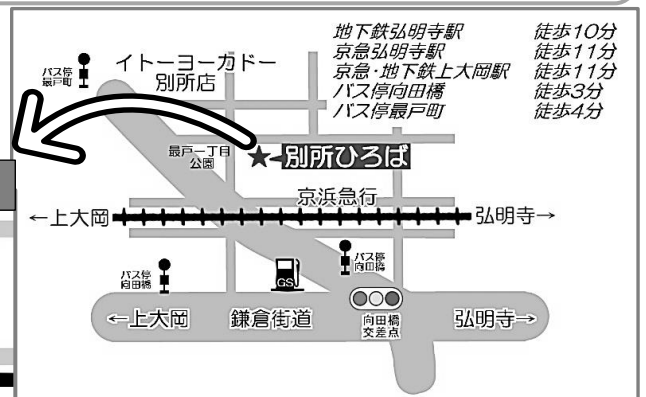 地下鉄弘明寺駅 徒歩10分
京急弘明寺駅 徒歩11分
京急・地下鉄上大岡駅 徒歩11分
バス停向田橋 徒歩3分
バス停最戸町 徒歩4分
バス停
最戸町
イトーヨーカドー
別所店
最戸一丁目
公園
★別所ひろば
京浜急行
←上大岡
弘明寺→
バス停
向田橋
GS
バス停
向田橋
←上大岡
鎌倉街道
向田橋
交差点
弘明寺→